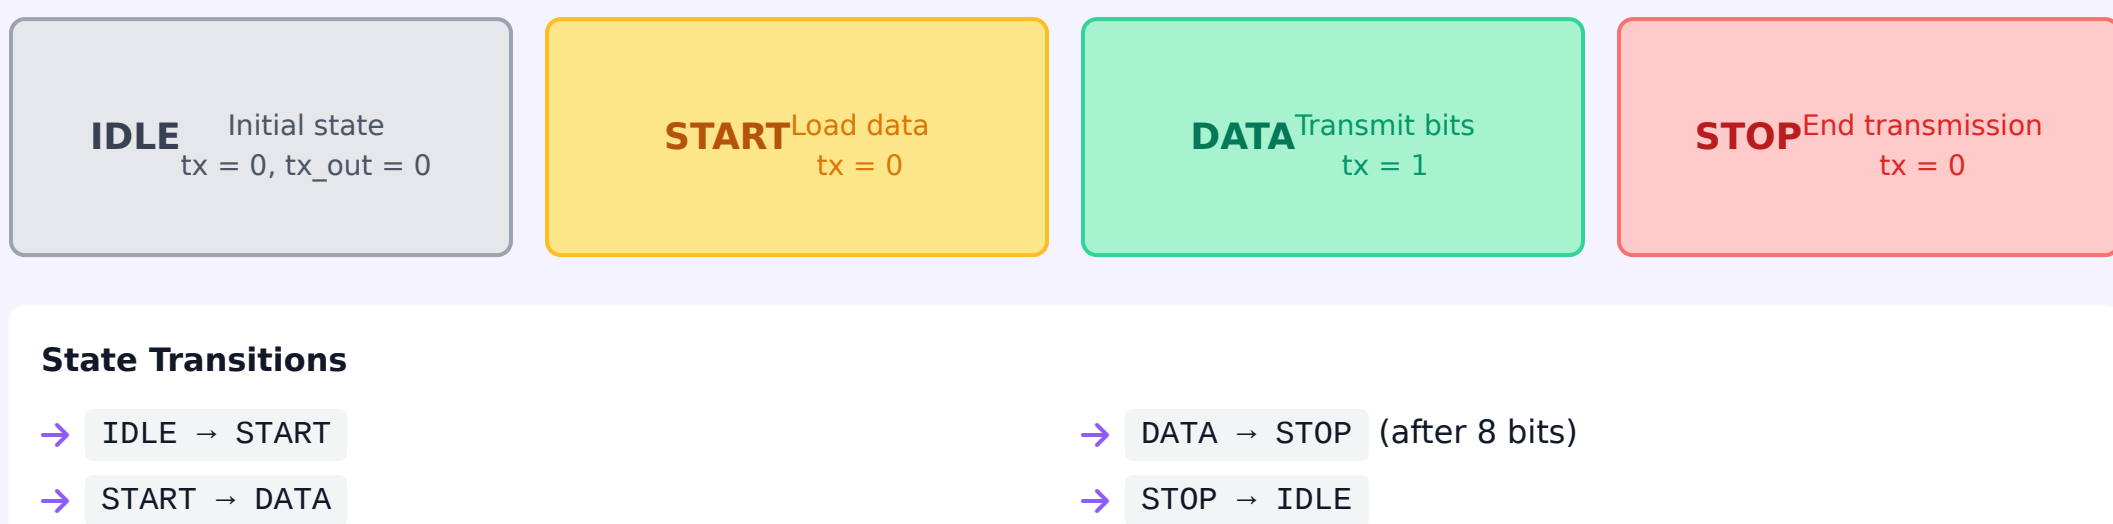 IDLE
Initial state
tx = 0, tx_out = 0
START
Load data
tx = 0
DATA
Transmit bits
tx = 1
STOP
End transmission
tx = 0
State Transitions
→ IDLE → START
→ START → DATA
→ DATA → STOP (after 8 bits)
→ STOP → IDLE